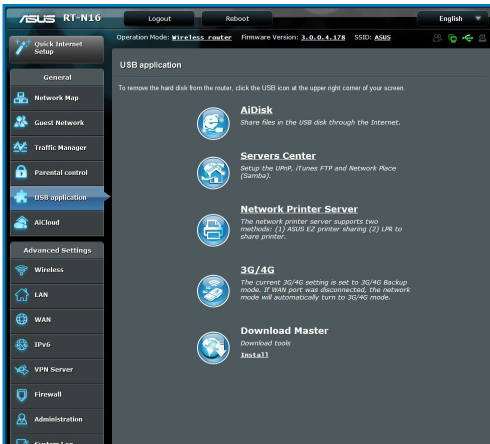 ASUS RT-N16
Logout
Reboot
English
Quick Internet
Setup
Operation Mode: Wireless router Firmware Version: 3.0.0.4.178 SSID: ASUS
General
Network Map
Guest Network
Traffic Manager
Parental control
USB application
AiCloud
Advanced Settings
Wireless
LAN
WAN
IPv6
VPN Server
Firewall
Administration
System Log
USB application
To remove the hard disk from the router, click the USB icon at the upper right corner of your screen.
AiDisk
Share files in the USB disk through the Internet.
Servers Center
Setup the UPnP, iTunes FTP and Network Place
(Samba).
Network Printer Server
The network printer server supports two
methods: (1) ASUS EZ printer sharing (2) LPR to
share printer.
3G/4G
The current 3G/4G setting is set to 3G/4G Backup
mode. If WAN port was disconnected, the network
mode will automatically turn to 3G/4G mode.
Download Master
Download tools
Install